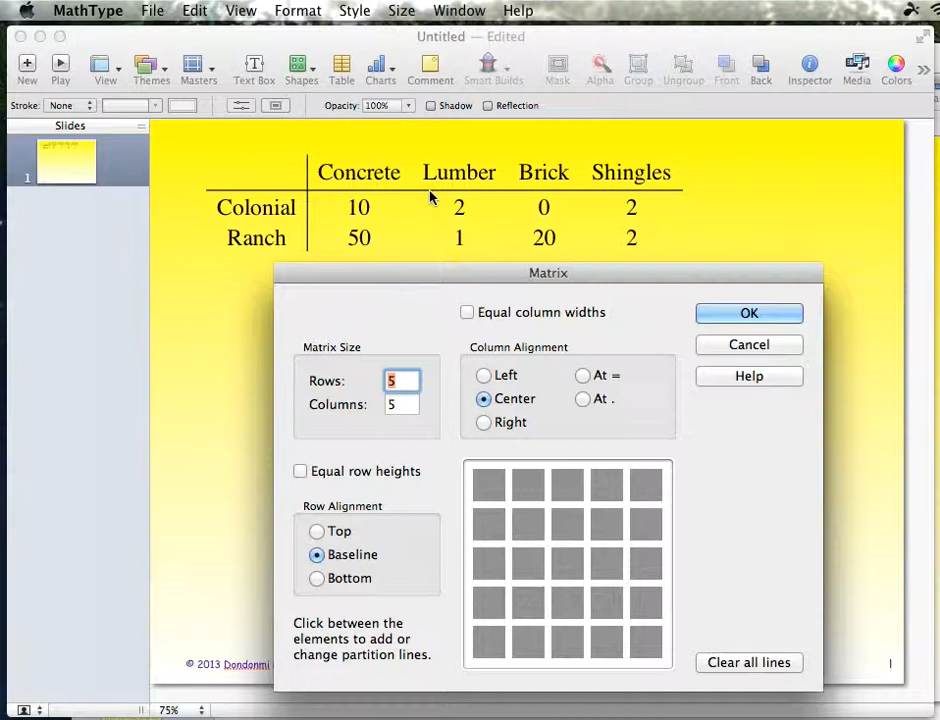 MathType File Edit View Format Style Size Window Help
Untitled — Edited
New Play View Themes Masters Text Box Shapes Table Charts Comment Smart Builds Mask Alpha Group Ungroup Front Back Inspector Media Colors
Stroke: None Opacity: 100% Shadow Reflection
Slides
1
Concrete Lumber Brick Shingles
Colonial 10 2 0 2
Ranch 50 1 20 2
Matrix
Equal column widths
OK
Matrix Size
Column Alignment
Cancel
Rows: 5
Left
At =
Help
Columns: 5
Center
At .
Right
Equal row heights
Row Alignment
Top
Baseline
Bottom
Click between the
elements to add or
change partition lines.
Clear all lines
© 2013 Dondonmi
1
75%